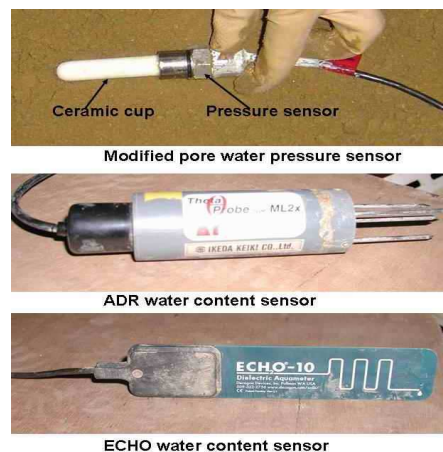 Ceramic cup
Pressure sensor
Modified pore water pressure sensor
Theta
Probe
ML2x
IKEDA KEIKI CO.,Ltd.
ADR water content sensor
ECH₂O-10
Dielectric Aquameter
ECHO water content sensor